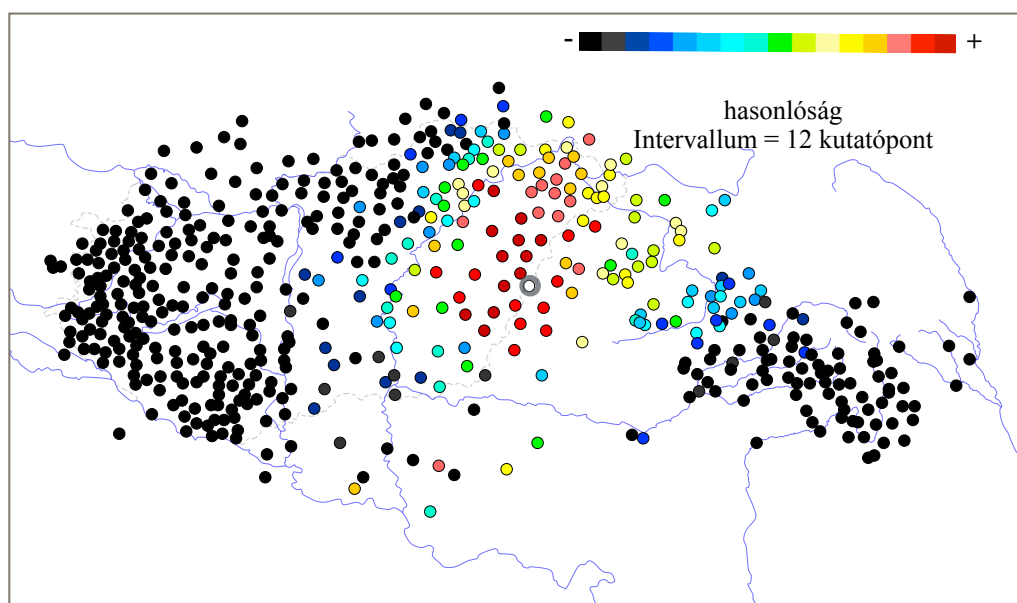 - +
hasonlóság
Intervallum = 12 kutatópont